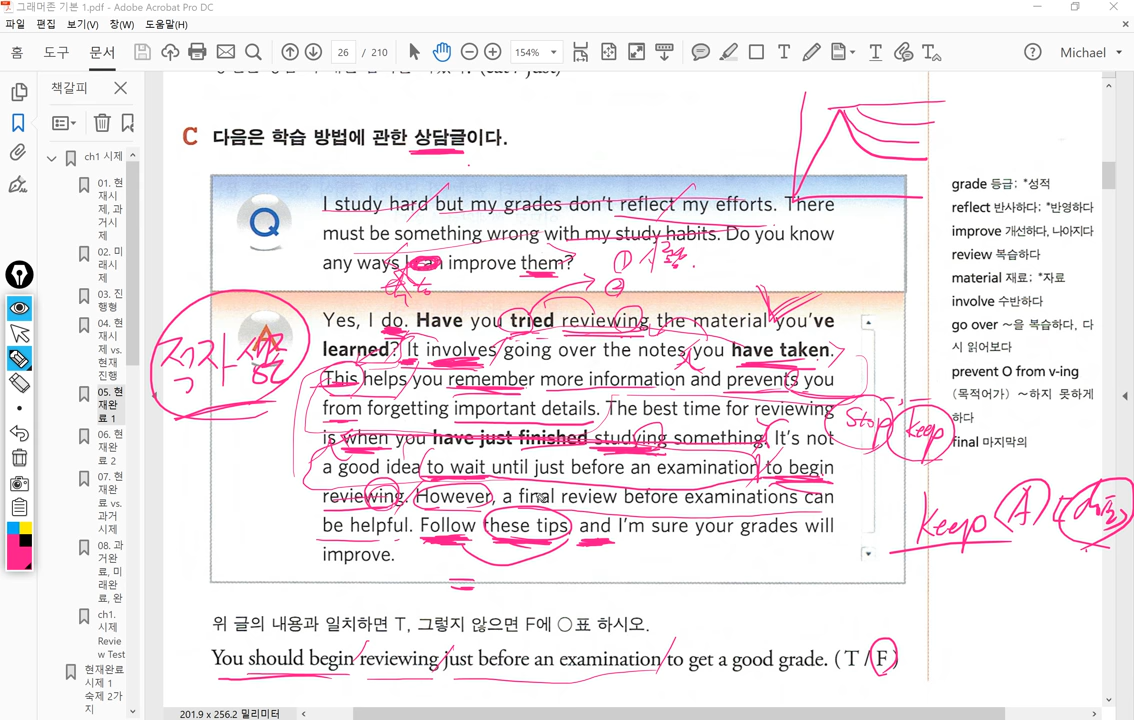 그래머존 기본 1.pdf - Adobe Acrobat Pro DC
파일 편집 보기(V) 창(W) 도움말(H)
홈 도구 문서 26 / 210 154% Michael
책갈피
ch1 시제
01. 현재시제, 과거시제
02. 미래시제
03. 진행형
04. 현재시제 vs. 현재진행
05. 현재완료 1
06. 현재완료 2
07. 현재완료 vs. 과거시제
08. 과거완료, 미래완료, 완
ch1. 시제 Review Test
현재완료시제 1 숙제 2가지
C 다음은 학습 방법에 관한 상담글이다.
Q
I study hard but my grades don't reflect my efforts. There
must be something wrong with my study habits. Do you know
any ways I can improve them?
① 사람.
②
A
Yes, I do. Have you tried reviewing the material you've
learned? It involves going over the notes you have taken.
This helps you remember more information and prevents you
from forgetting important details. The best time for reviewing
is when you have just finished studying something. It's not
a good idea to wait until just before an examination to begin
reviewing. However, a final review before examinations can
be helpful. Follow these tips, and I'm sure your grades will
improve.
stop, keep
keep A
위 글의 내용과 일치하면 T, 그렇지 않으면 F에 ○표 하시오.
You should begin reviewing just before an examination to get a good grade. ( T / F )
grade 등급; *성적
reflect 반사하다; *반영하다
improve 개선하다, 나아지다
review 복습하다
material 재료; *자료
involve 수반하다
go over ~을 복습하다, 다
시 읽어보다
prevent O from v-ing
(목적어가) ~하지 못하게
하다
final 마지막의
201.9 x 256.2 밀리미터